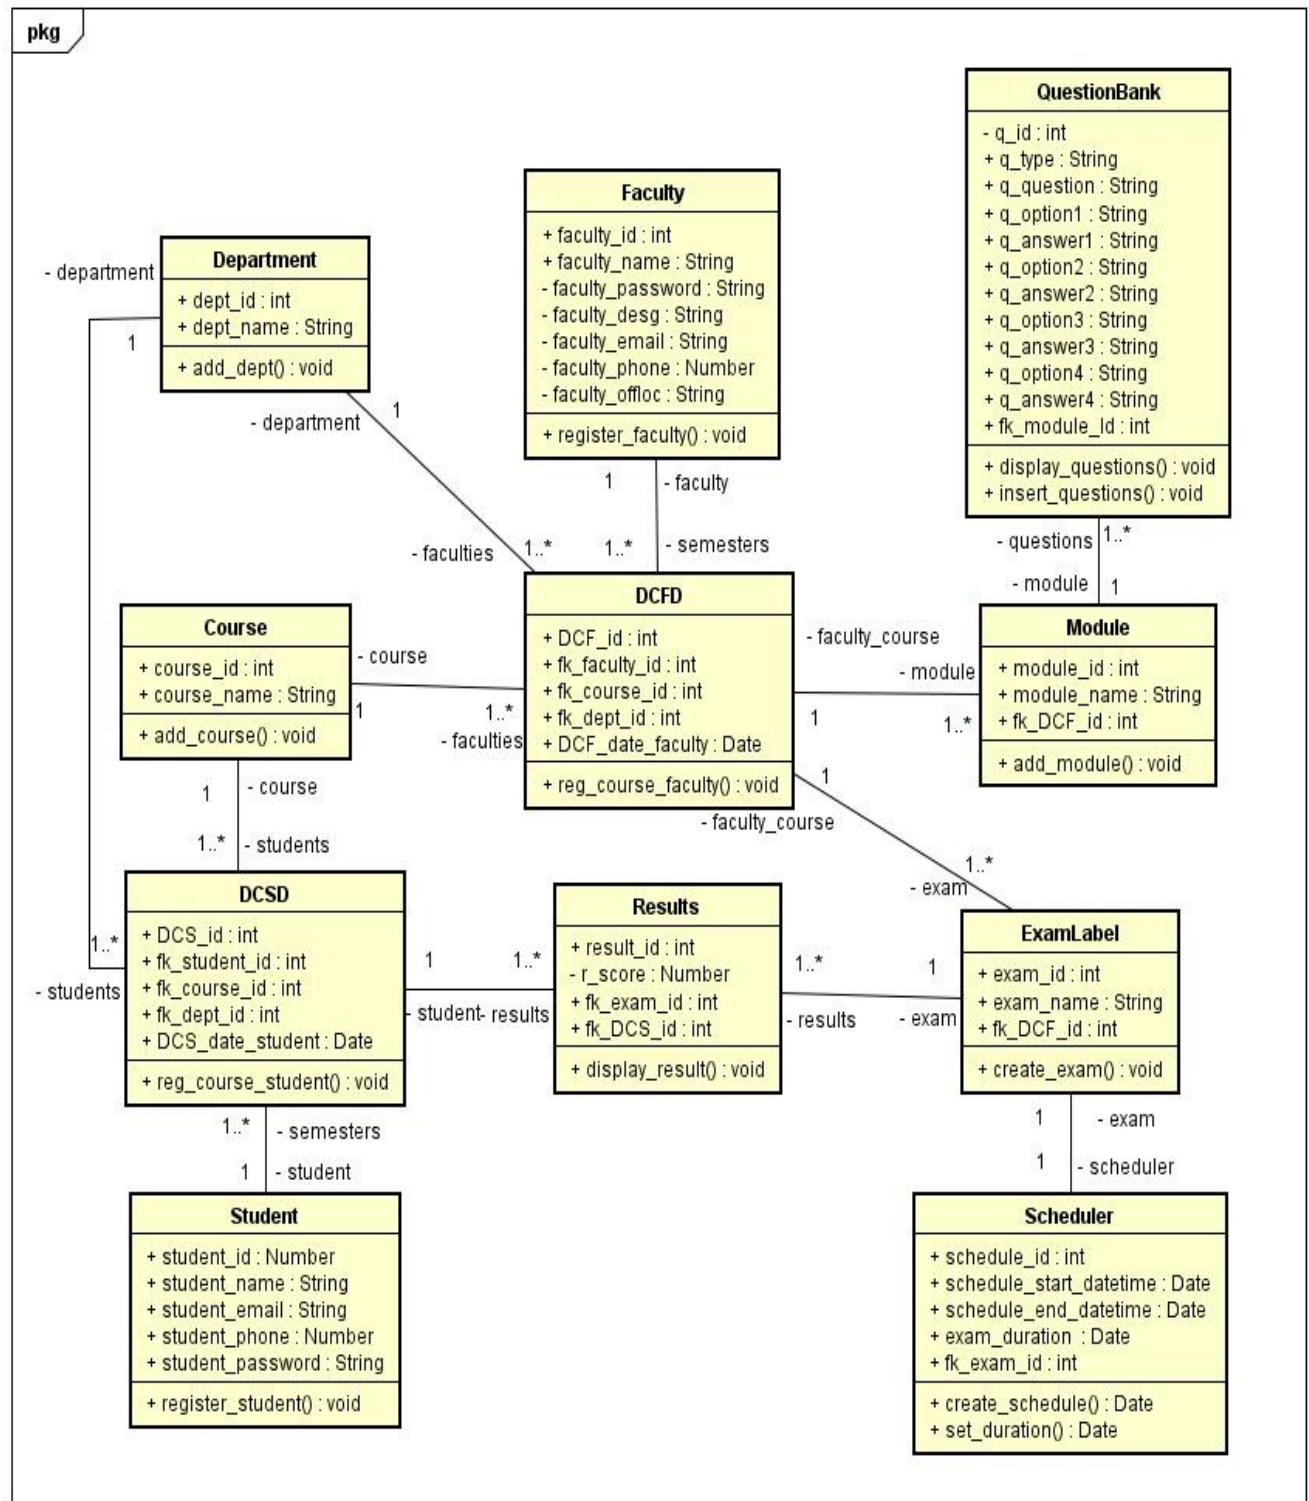 pkg
QuestionBank
- q_id : int
+ q_type : String
+ q_question : String
+ q_option1 : String
+ q_answer1 : String
+ q_option2 : String
+ q_answer2 : String
+ q_option3 : String
+ q_answer3 : String
+ q_option4 : String
+ q_answer4 : String
+ fk_module_Id : int
+ display_questions() : void
+ insert_questions() : void
Faculty
+ faculty_id : int
+ faculty_name : String
- faculty_password : String
- faculty_desg : String
- faculty_email : String
- faculty_phone : Number
- faculty_offloc : String
+ register_faculty() : void
- department
Department
+ dept_id : int
+ dept_name : String
+ add_dept() : void
1
1
- department
1
- faculty
- questions
1..*
- faculties
1..*
1..*
- semesters
- module
1
DCFD
+ DCF_id : int
+ fk_faculty_id : int
+ fk_course_id : int
+ fk_dept_id : int
+ DCF_date_faculty : Date
+ reg_course_faculty() : void
Course
+ course_id : int
+ course_name : String
+ add_course() : void
- course
1
1..*
- faculties
- faculty_course
- module
1
1..*
Module
+ module_id : int
+ module_name : String
+ fk_DCF_id : int
+ add_module() : void
1
- faculty_course
1..*
- exam
1
- course
1..*
- students
DCSD
+ DCS_id : int
+ fk_student_id : int
+ fk_course_id : int
+ fk_dept_id : int
+ DCS_date_student : Date
+ reg_course_student() : void
1..*
- students
1
1..*
- student
- results
Results
+ result_id : int
- r_score : Number
+ fk_exam_id : int
+ fk_DCS_id : int
+ display_result() : void
1..*
1
- results
- exam
ExamLabel
+ exam_id : int
+ exam_name : String
+ fk_DCF_id : int
+ create_exam() : void
1..*
- semesters
1
- student
1
- exam
1
- scheduler
Student
+ student_id : Number
+ student_name : String
+ student_email : String
+ student_phone : Number
+ student_password : String
+ register_student() : void
Scheduler
+ schedule_id : int
+ schedule_start_datetime : Date
+ schedule_end_datetime : Date
+ exam_duration : Date
+ fk_exam_id : int
+ create_schedule() : Date
+ set_duration() : Date